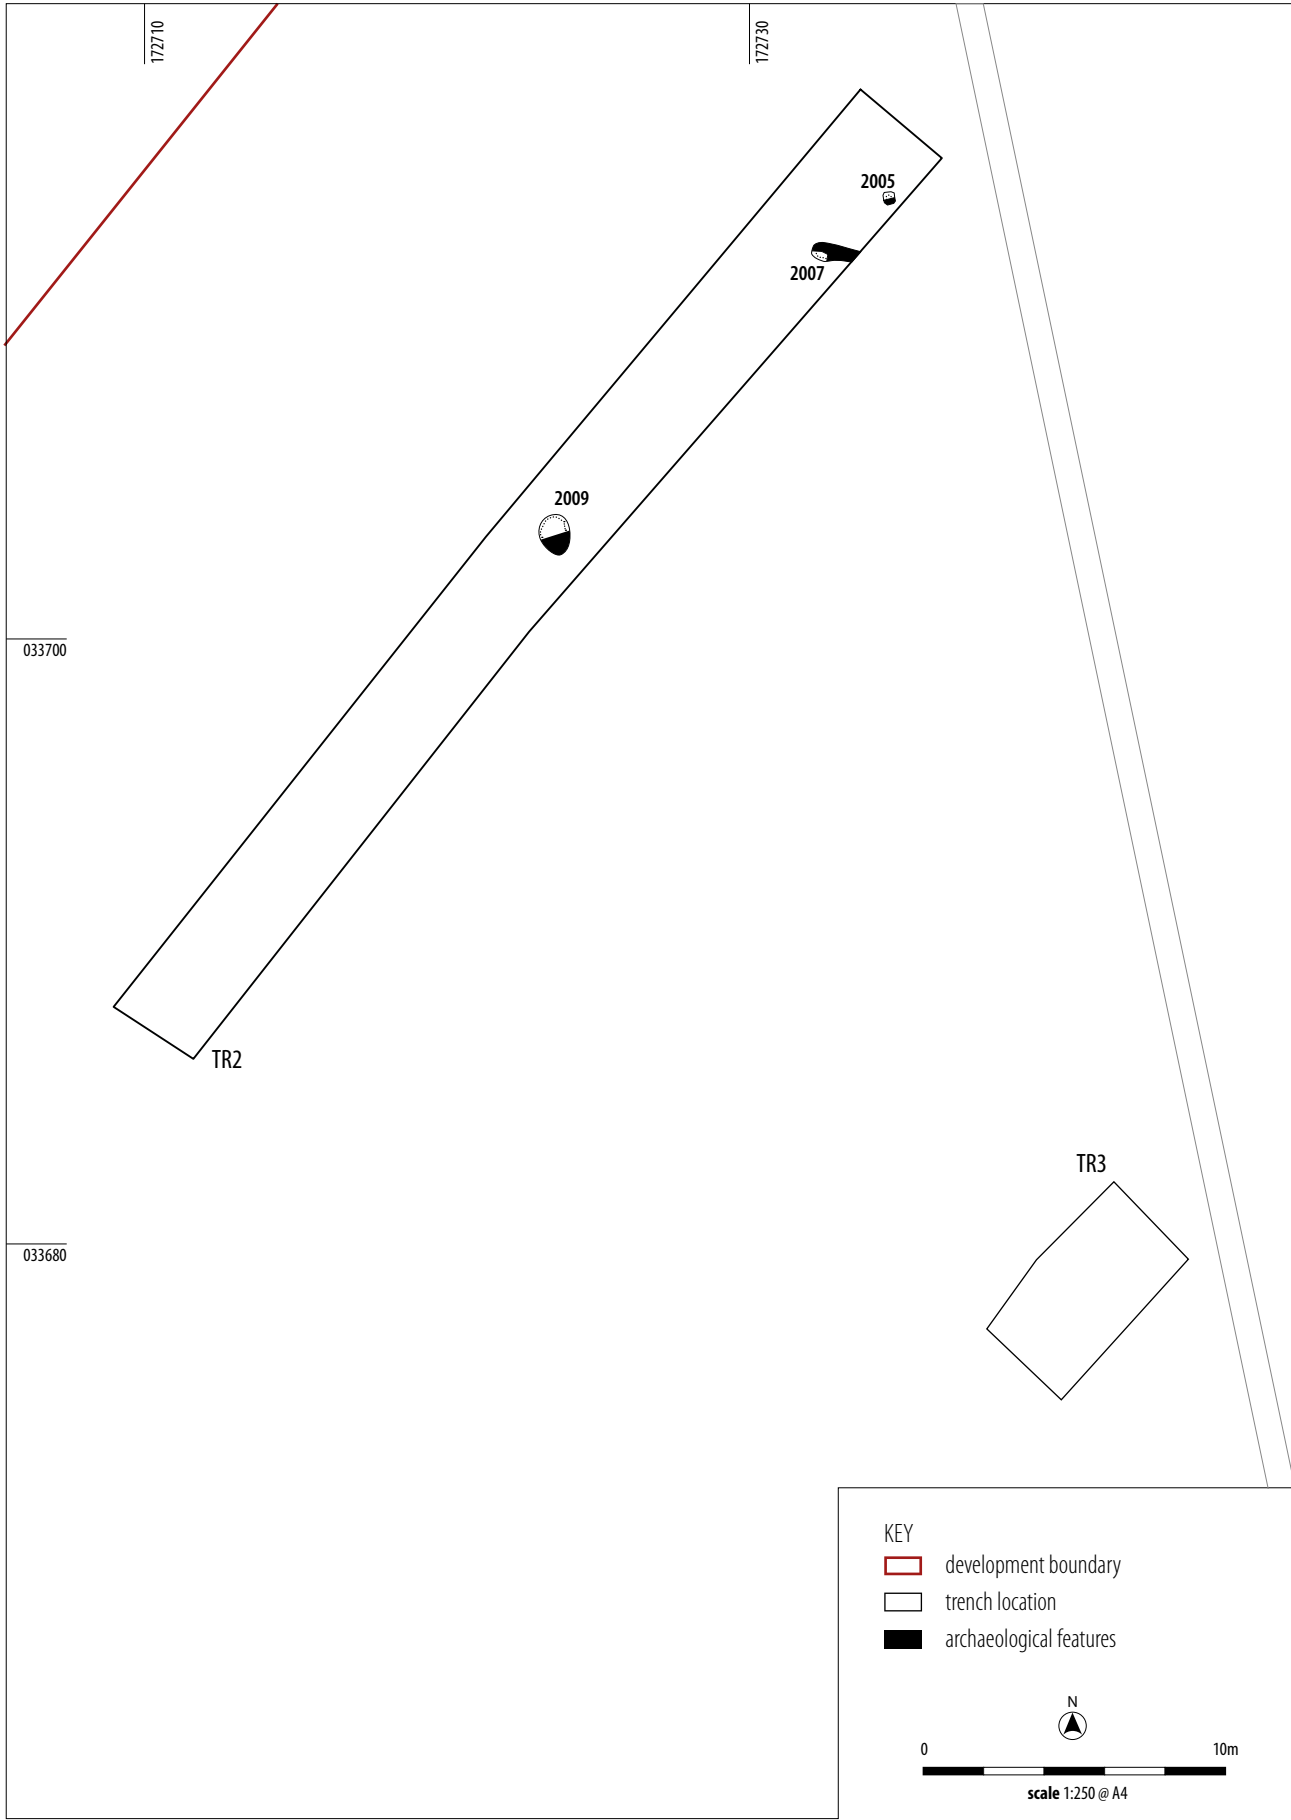 172710
172730
2005
2007
2009
033700
TR2
TR3
033680
KEY
development boundary
trench location
archaeological features
N
0 10m
scale 1:250 @ A4